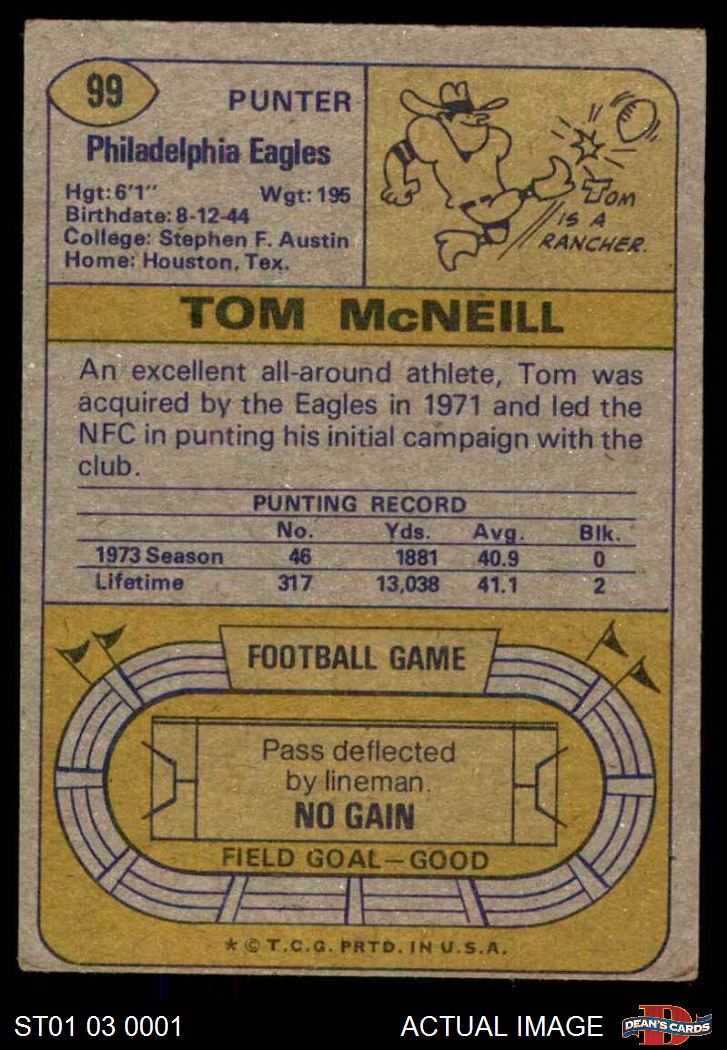 99
PUNTER
Philadelphia Eagles
Hgt: 6'1" Wgt: 195
Birthdate: 8-12-44
College: Stephen F. Austin
Home: Houston, Tex.
TOM
IS A
RANCHER.
TOM McNEILL
An excellent all-around athlete, Tom was
acquired by the Eagles in 1971 and led the
NFC in punting his initial campaign with the
club.
PUNTING RECORD
No. Yds. Avg. Blk.
1973 Season 46 1881 40.9 0
Lifetime 317 13,038 41.1 2
FOOTBALL GAME
Pass deflected
by lineman.
NO GAIN
FIELD GOAL—GOOD
* © T.C.G. PRTD. IN U.S.A.
ST01 03 0001 ACTUAL IMAGE D DEAN'S CARDS